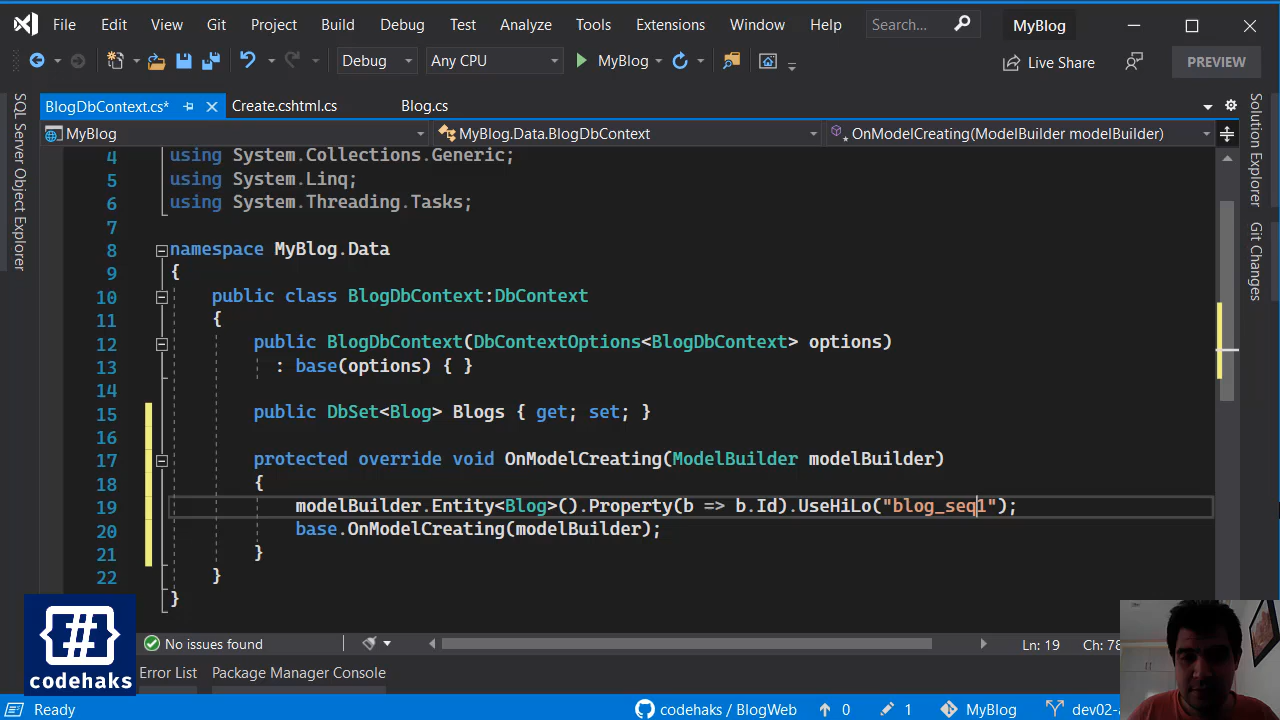 File Edit View Git Project Build Debug Test Analyze Tools Extensions Window Help Search... MyBlog
Debug Any CPU MyBlog Live Share PREVIEW
BlogDbContext.cs* Create.cshtml.cs Blog.cs
MyBlog MyBlog.Data.BlogDbContext OnModelCreating(ModelBuilder modelBuilder)
SQL Server Object Explorer
Solution Explorer
Git Changes
4 using System.Collections.Generic;
5 using System.Linq;
6 using System.Threading.Tasks;
7
8 namespace MyBlog.Data
9 {
10 public class BlogDbContext:DbContext
11 {
12 public BlogDbContext(DbContextOptions<BlogDbContext> options)
13 : base(options) { }
14
15 public DbSet<Blog> Blogs { get; set; }
16
17 protected override void OnModelCreating(ModelBuilder modelBuilder)
18 {
19 modelBuilder.Entity<Blog>().Property(b => b.Id).UseHiLo("blog_seq1");
20 base.OnModelCreating(modelBuilder);
21 }
22 }
}
No issues found Ln: 19 Ch: 78
# codehaks
Error List Package Manager Console
Ready codehaks / BlogWeb 0 1 MyBlog dev02-